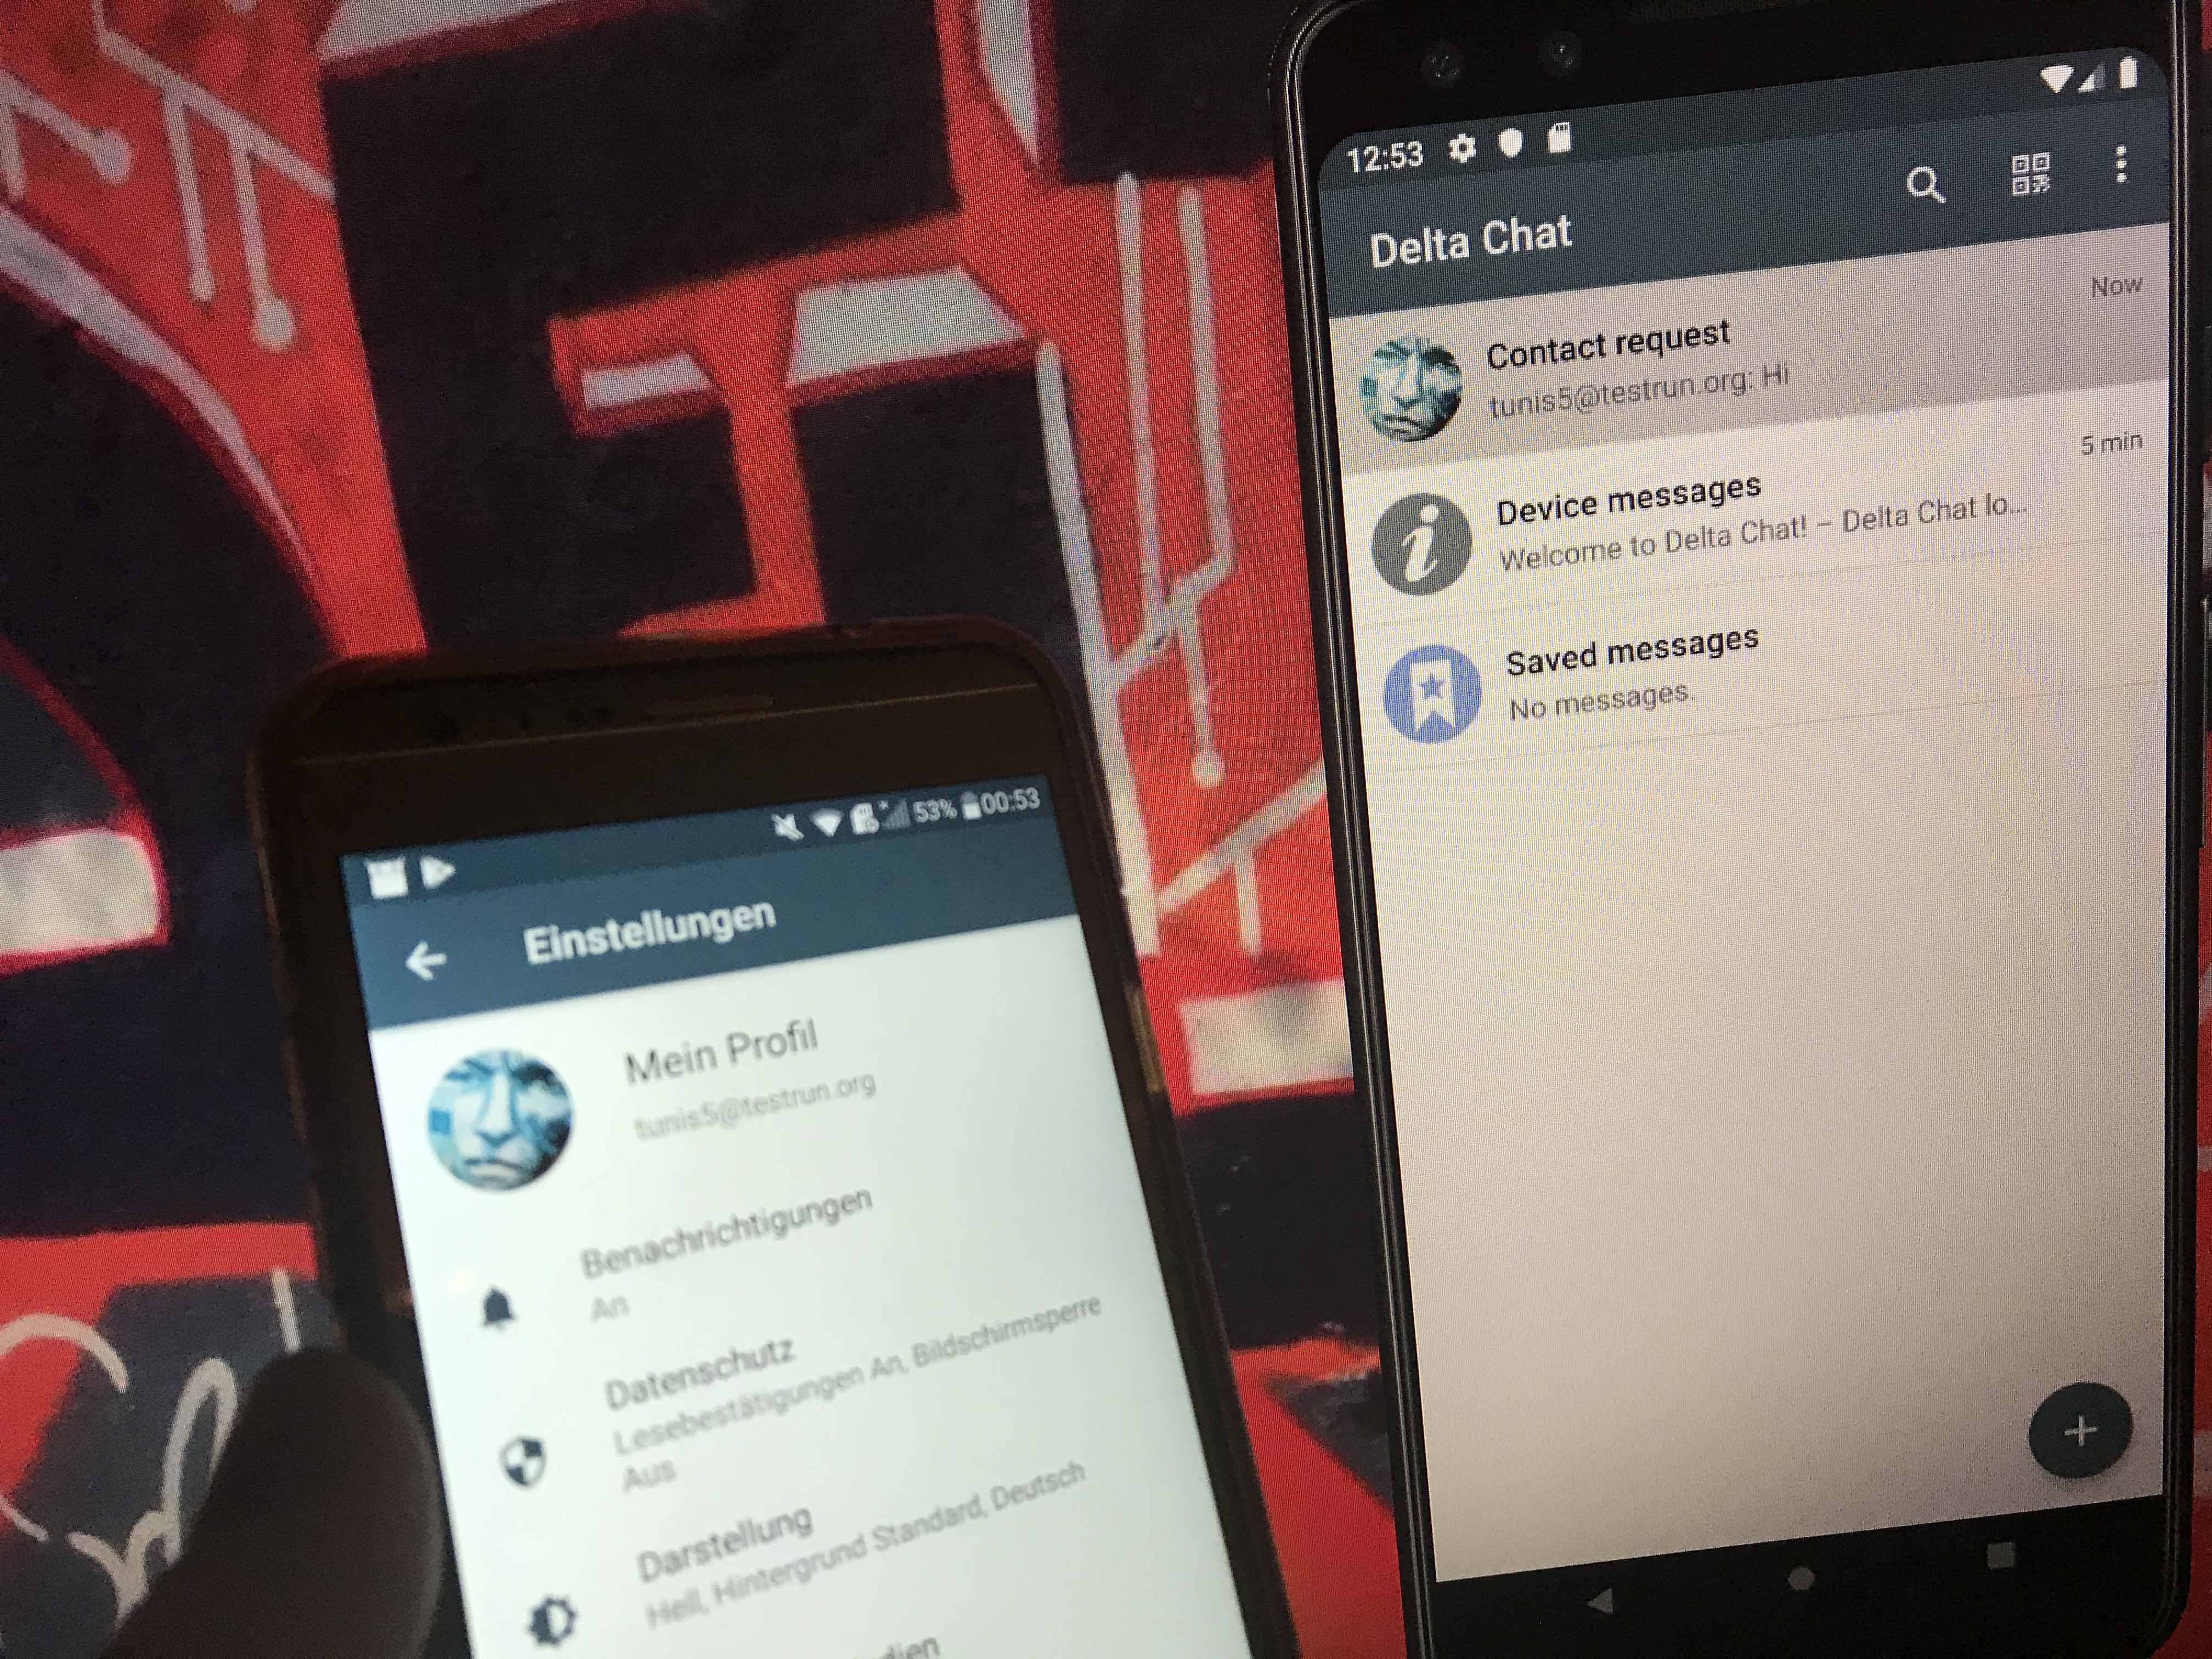 12:53
Delta Chat
Contact request
Now
tunis5@testrun.org: Hi
Device messages
5 min
Welcome to Delta Chat! – Delta Chat lo...
Saved messages
No messages.
53% 00:53
Einstellungen
Mein Profil
tunis5@testrun.org
Benachrichtigungen
An
Datenschutz
Lesebestätigungen An, Bildschirmsperre
Aus
Darstellung
Hell, Hintergrund Standard, Deutsch